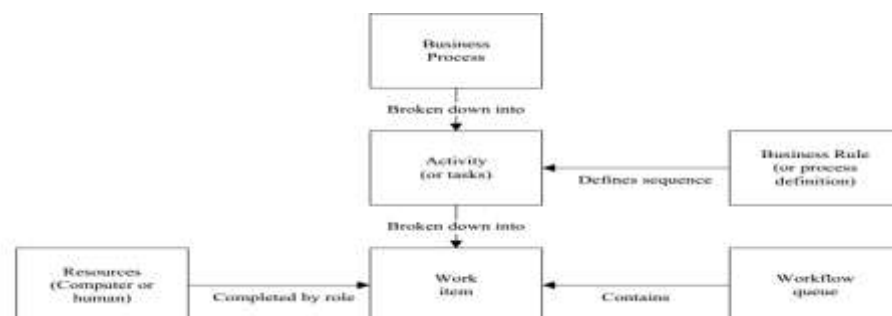 Business
Process
Broken down into
Activity
(or tasks)
Defines sequence
Business Rule
(or process
definition)
Broken down into
Resources
(Computer or
human)
Completed by role
Work
item
Contains
Workflow
queue